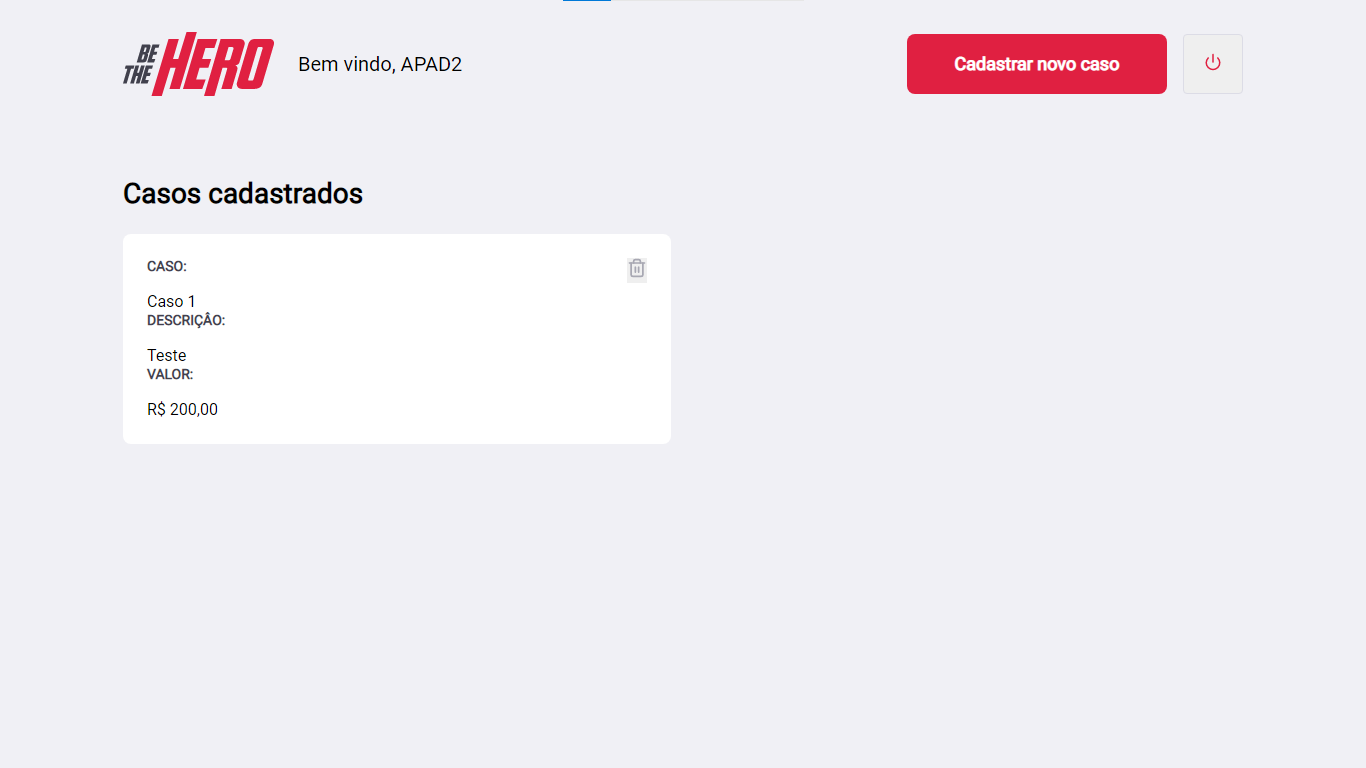 BE THE HERO
Bem vindo, APAD2
Cadastrar novo caso
Casos cadastrados
CASO:
Caso 1
DESCRIÇÂO:
Teste
VALOR:
R$ 200,00